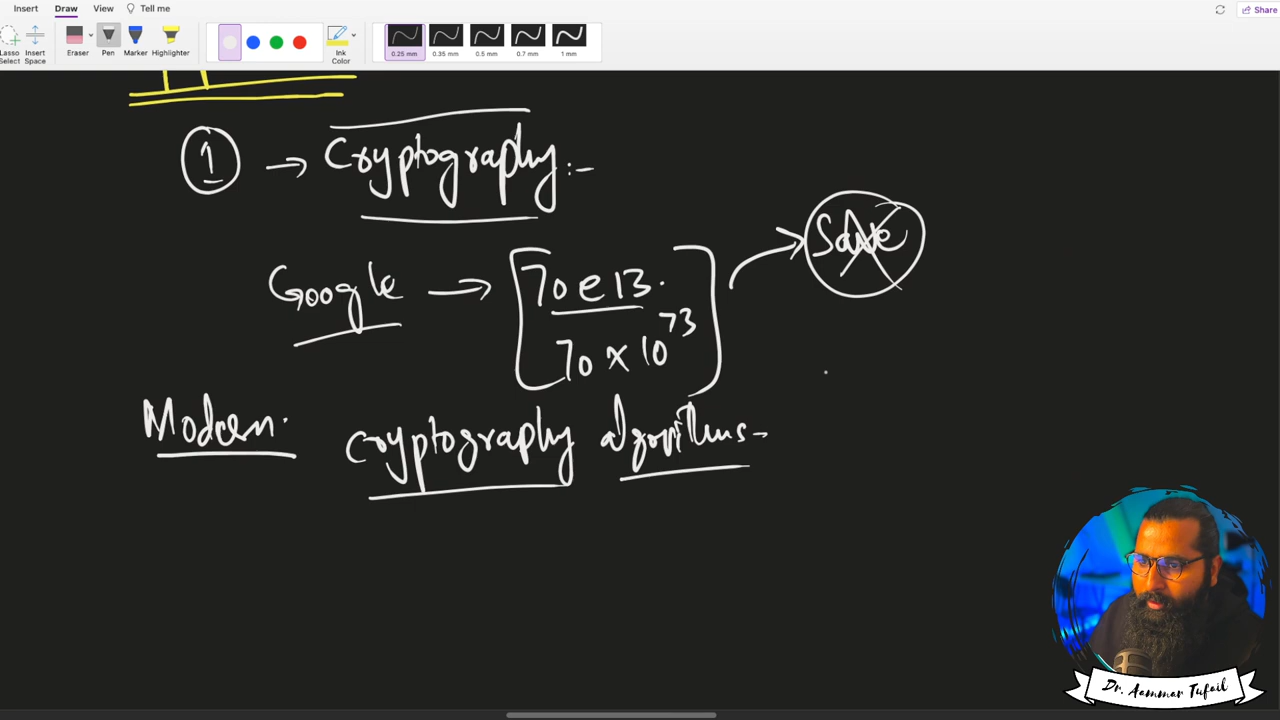 Insert Draw View Tell me
Share
Lasso Select
Insert Space
Eraser
Pen
Marker
Highlighter
Ink Color
0.25 mm 0.35 mm 0.5 mm 0.7 mm 1 mm
1 → Cryptography :-
Save
Google → [70 e 13.
70 x 10^73]
Modern. Cryptography algorithms-
Dr. Aammar Tufail